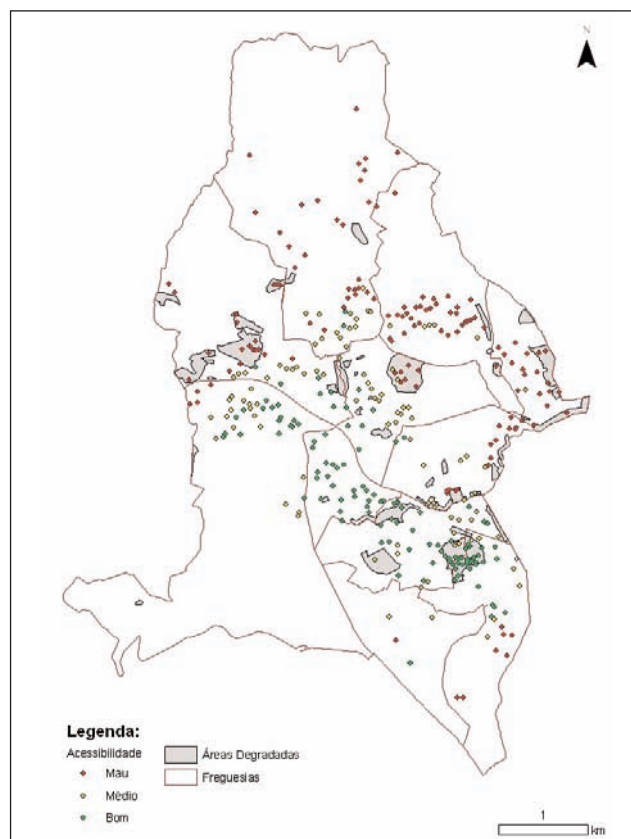 N
Legenda:
Acessibilidade
Mau
Médio
Bom
Áreas Degradadas
Freguesias
1
km